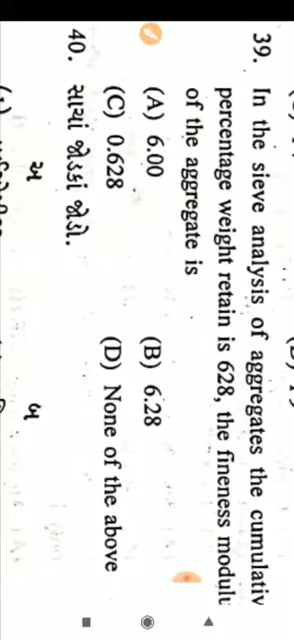 39. In the sieve analysis of aggregates the cumulativ
percentage weight retain is 628, the fineness modul
of the aggregate is
(A) 6.00 (B) 6.28
(C) 0.628 (D) None of the above
40. સાચાં જોડકાં જોડો.
અ બ